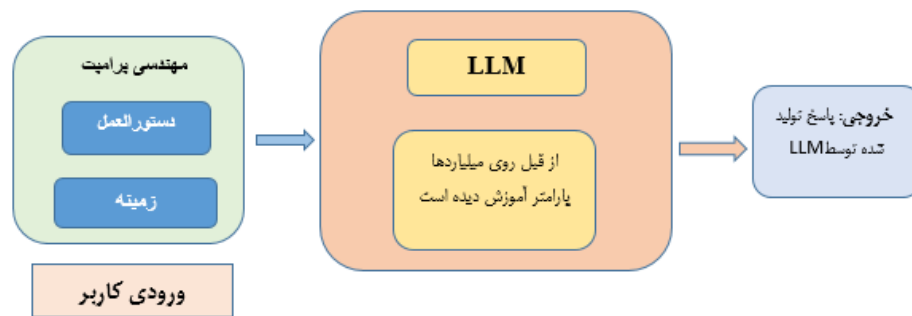 مهندسی پرامپت
دستورالعمل
زمینه
ورودی کاربر
LLM
از قبل روی میلیاردها
پارامتر آموزش دیده است
خروجی: پاسخ تولید
شده توسط LLM